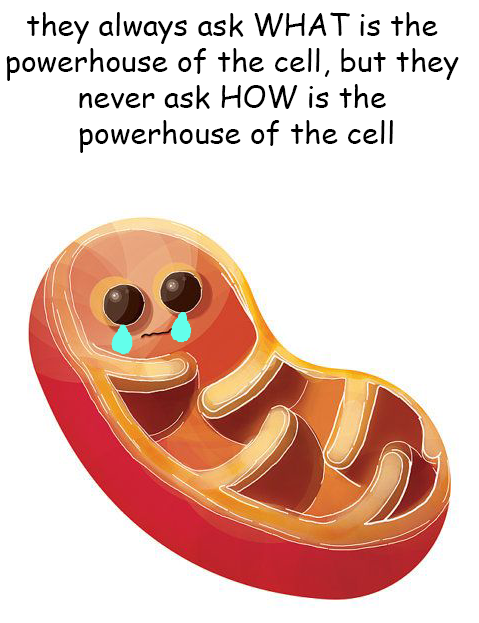 they always ask WHAT is the
powerhouse of the cell, but they
never ask HOW is the
powerhouse of the cell